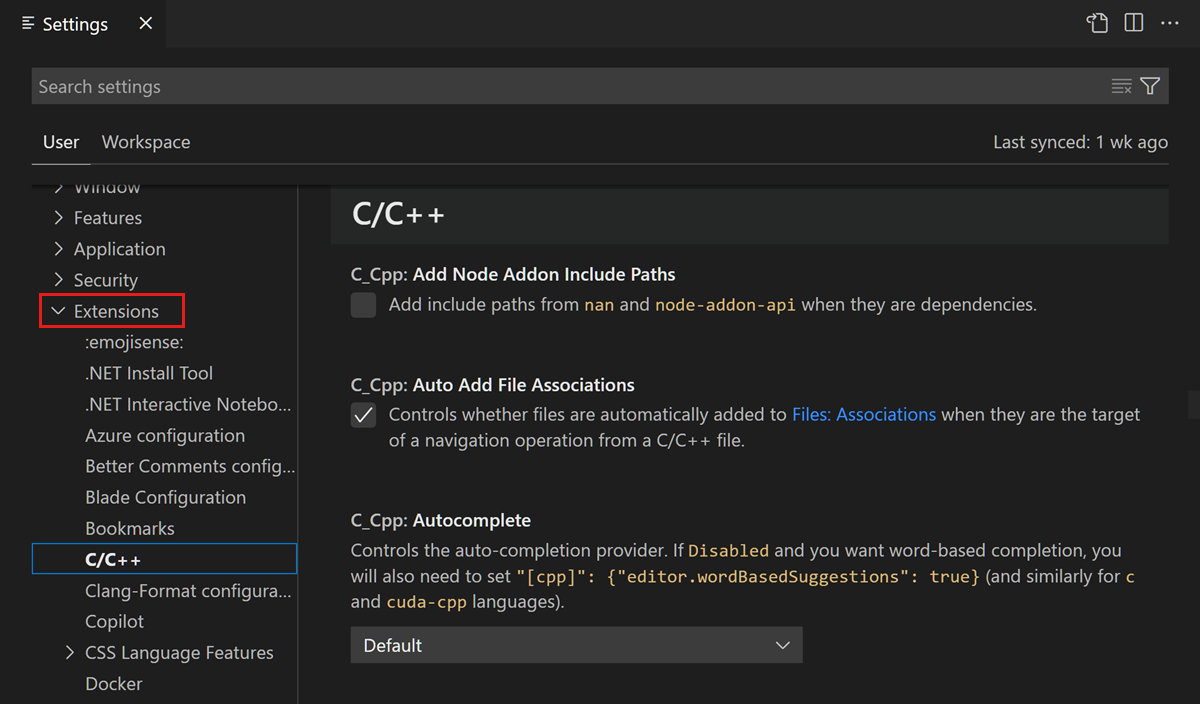 Settings
Search settings
User Workspace Last synced: 1 wk ago
Window
Features
Application
Security
Extensions
:emojisense:
.NET Install Tool
.NET Interactive Notebo...
Azure configuration
Better Comments config...
Blade Configuration
Bookmarks
C/C++
Clang-Format configura...
Copilot
CSS Language Features
Docker
C/C++
C_Cpp: Add Node Addon Include Paths
Add include paths from nan and node-addon-api when they are dependencies.
C_Cpp: Auto Add File Associations
Controls whether files are automatically added to Files: Associations when they are the target
of a navigation operation from a C/C++ file.
C_Cpp: Autocomplete
Controls the auto-completion provider. If Disabled and you want word-based completion, you
will also need to set "[cpp]": {"editor.wordBasedSuggestions": true} (and similarly for c
and cuda-cpp languages).
Default